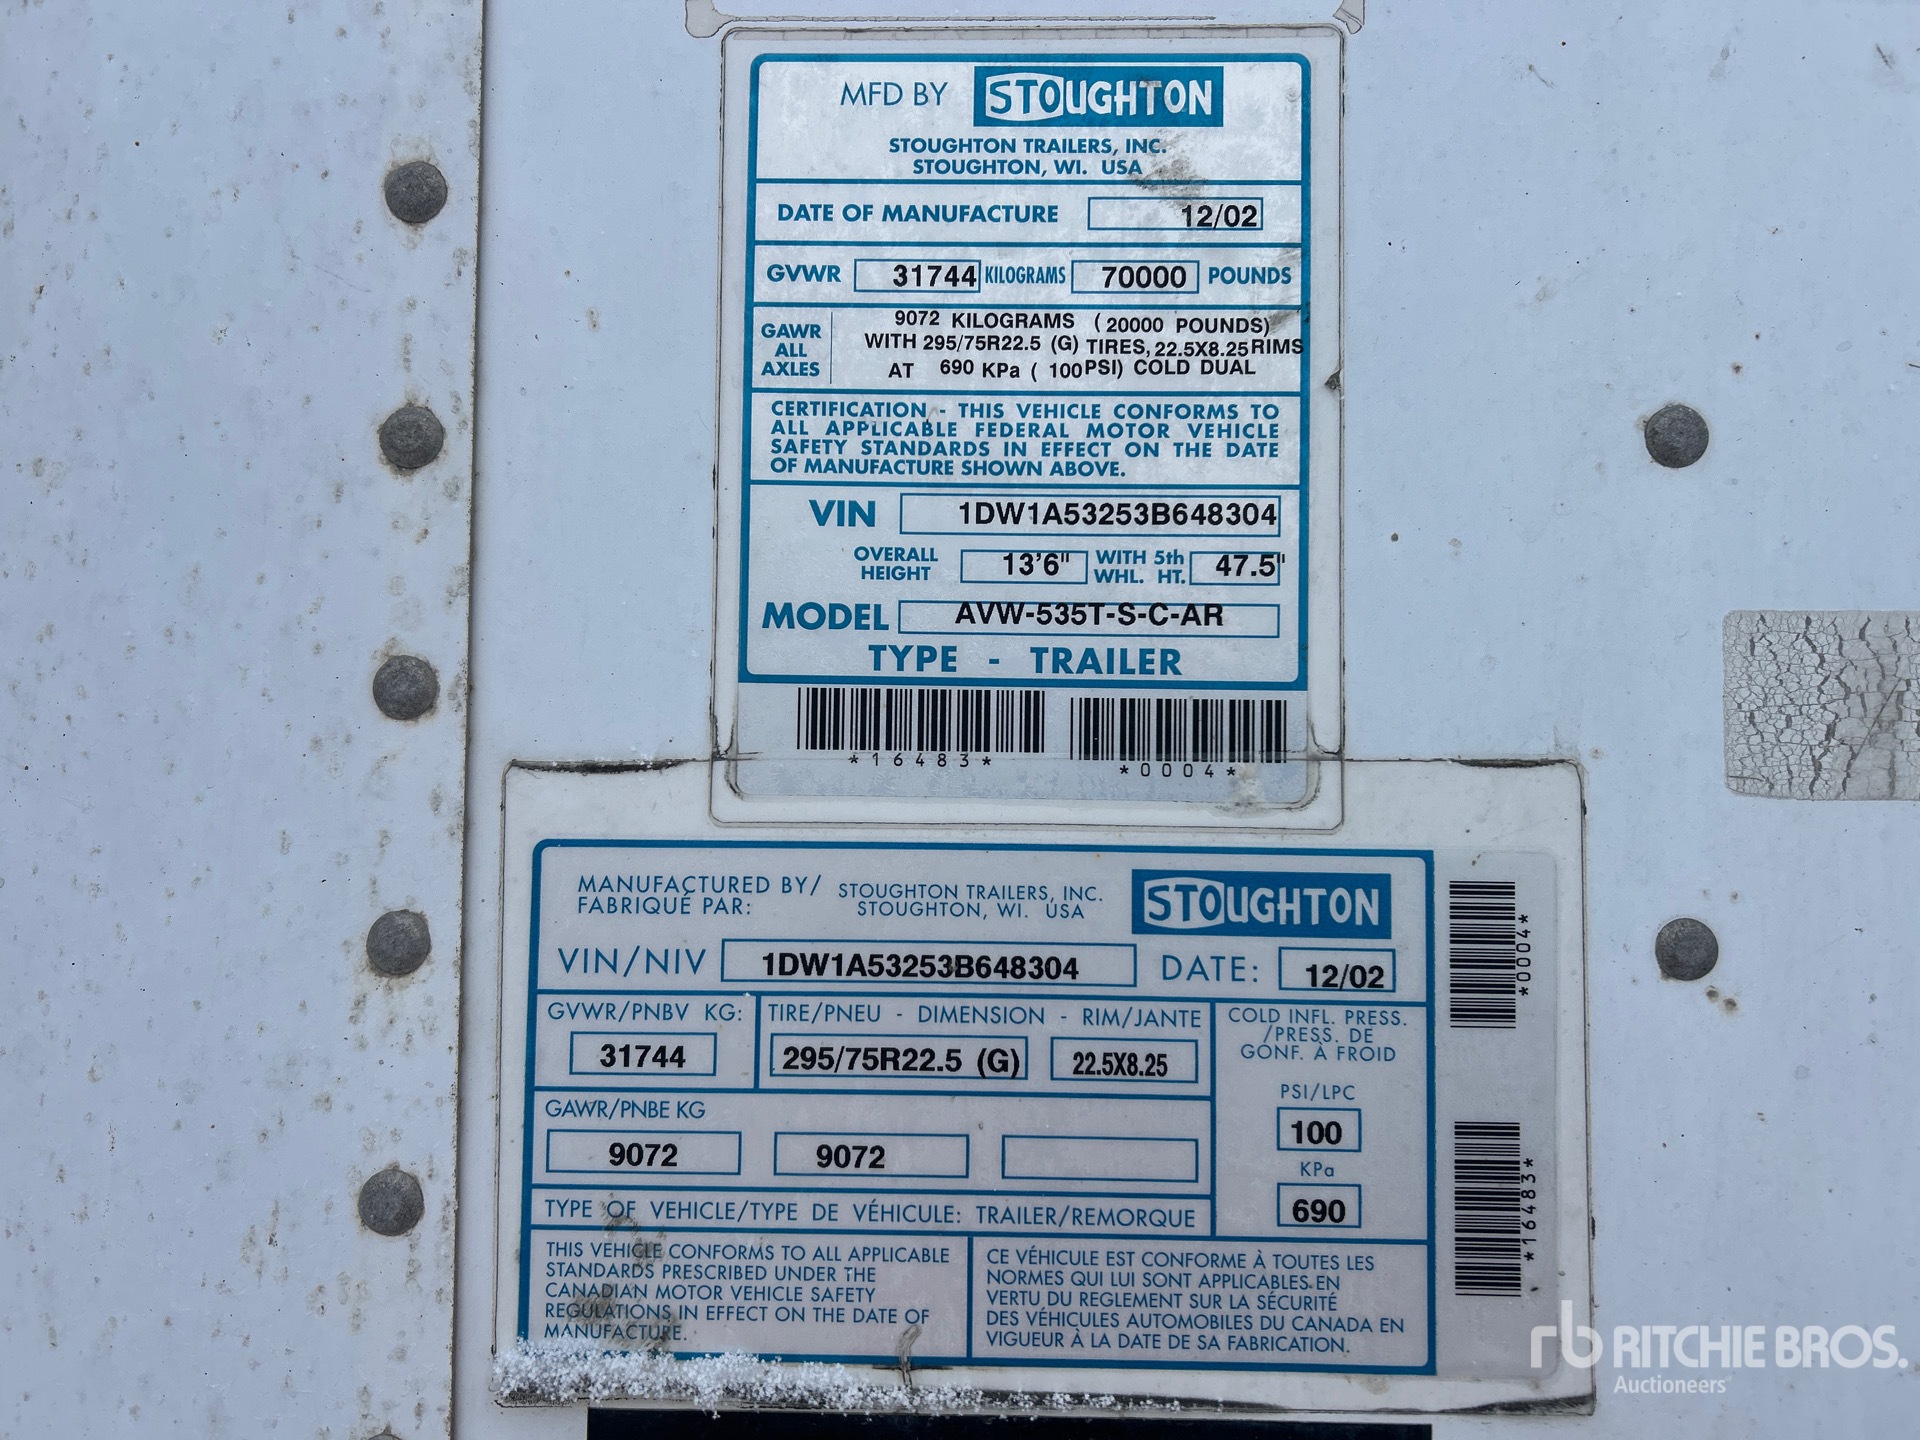 MFD BY STOUGHTON
STOUGHTON TRAILERS, INC.
STOUGHTON, WI. USA
DATE OF MANUFACTURE 12/02
GVWR 31744 KILOGRAMS 70000 POUNDS
GAWR ALL AXLES
9072 KILOGRAMS (20000 POUNDS)
WITH 295/75R22.5 (G) TIRES, 22.5X8.25 RIMS
AT 690 KPa ( 100 PSI) COLD DUAL
CERTIFICATION - THIS VEHICLE CONFORMS TO
ALL APPLICABLE FEDERAL MOTOR VEHICLE
SAFETY STANDARDS IN EFFECT ON THE DATE
OF MANUFACTURE SHOWN ABOVE.
VIN 1DW1A53253B648304
OVERALL HEIGHT 13'6" WITH 5th WHL. HT. 47.5"
MODEL AVW-535T-S-C-AR
TYPE - TRAILER
*16483* *0004*
MANUFACTURED BY/
FABRIQUÉ PAR:
STOUGHTON TRAILERS, INC.
STOUGHTON, WI. USA
STOUGHTON
VIN/NIV 1DW1A53253B648304 DATE: 12/02
GVWR/PNBV KG:
31744
TIRE/PNEU - DIMENSION - RIM/JANTE
295/75R22.5 (G) 22.5X8.25
COLD INFL. PRESS.
/PRESS. DE
GONF. À FROID
PSI/LPC
100
KPa
690
GAWR/PNBE KG
9072 9072
TYPE OF VEHICLE/TYPE DE VÉHICULE: TRAILER/REMORQUE
THIS VEHICLE CONFORMS TO ALL APPLICABLE
STANDARDS PRESCRIBED UNDER THE
CANADIAN MOTOR VEHICLE SAFETY
REGULATIONS IN EFFECT ON THE DATE OF
MANUFACTURE.
CE VÉHICULE EST CONFORME À TOUTES LES
NORMES QUI LUI SONT APPLICABLES EN
VERTU DU REGLEMENT SUR LA SÉCURITÉ
DES VÉHICULES AUTOMOBILES DU CANADA EN
VIGUEUR À LA DATE DE SA FABRICATION.
*0004*
*16483*
rb RITCHIE BROS.
Auctioneers